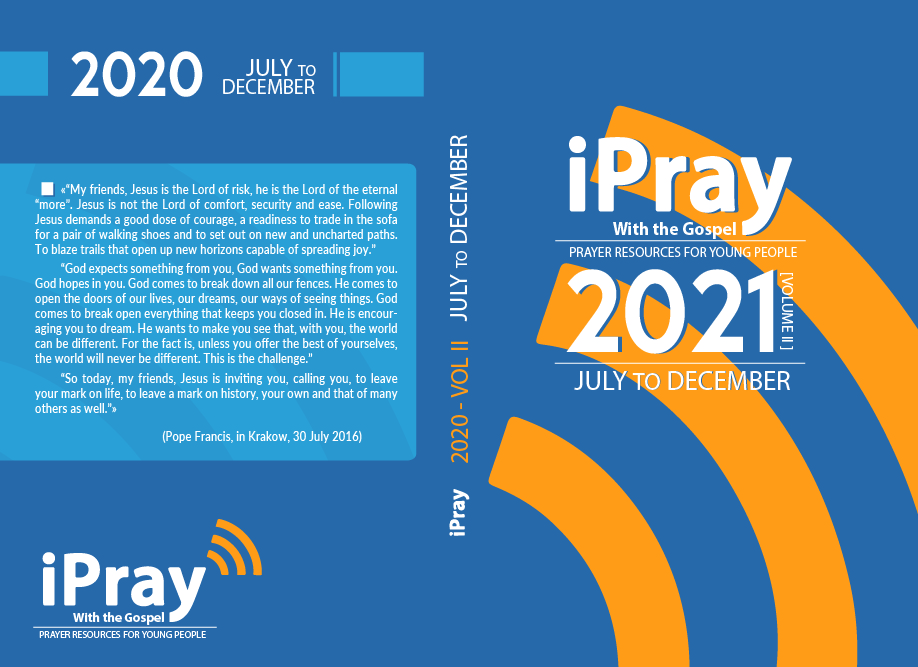 2020
JULY TO
DECEMBER
«“My friends, Jesus is the Lord of risk, he is the Lord of the eternal
“more”. Jesus is not the Lord of comfort, security and ease. Following
Jesus demands a good dose of courage, a readiness to trade in the sofa
for a pair of walking shoes and to set out on new and uncharted paths.
To blaze trails that open up new horizons capable of spreading joy.”
“God expects something from you, God wants something from you.
God hopes in you. God comes to break down all our fences. He comes to
open the doors of our lives, our dreams, our ways of seeing things. God
comes to break open everything that keeps you closed in. He is encour-
aging you to dream. He wants to make you see that, with you, the world
can be different. For the fact is, unless you offer the best of yourselves,
the world will never be different. This is the challenge.”
“So today, my friends, Jesus is inviting you, calling you, to leave
your mark on life, to leave a mark on history, your own and that of many
others as well.”»
(Pope Francis, in Krakow, 30 July 2016)
iPray
With the Gospel
PRAYER RESOURCES FOR YOUNG PEOPLE
iPray 2020 - VOL II JULY TO DECEMBER
iPray
With the Gospel
PRAYER RESOURCES FOR YOUNG PEOPLE
2021
[VOLUME II ]
JULY TO DECEMBER